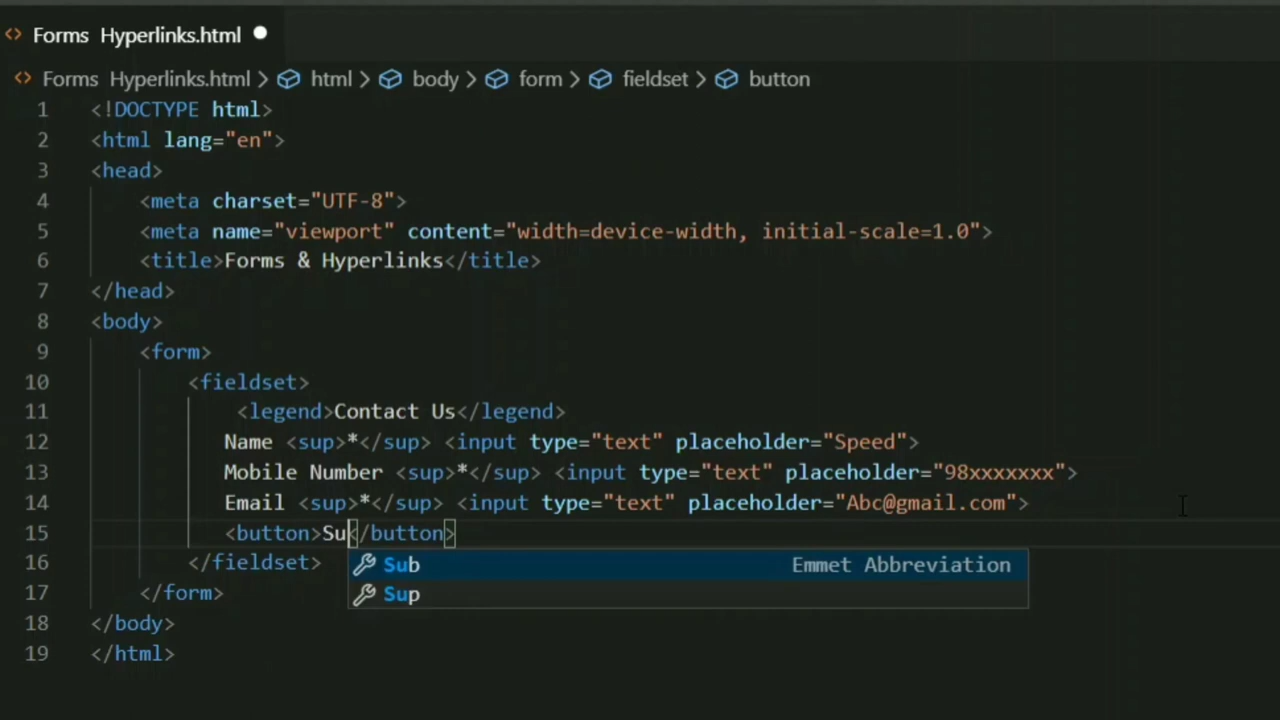 Forms  Hyperlinks.html
Forms  Hyperlinks.html > html > body > form > fieldset > button
1 <!DOCTYPE html>
2 <html lang="en">
3 <head>
4 <meta charset="UTF-8">
5 <meta name="viewport" content="width=device-width, initial-scale=1.0">
6 <title>Forms & Hyperlinks</title>
7 </head>
8 <body>
9 <form>
10 <fieldset>
11 <legend>Contact Us</legend>
12 Name <sup>*</sup> <input type="text" placeholder="Speed">
13 Mobile Number <sup>*</sup> <input type="text" placeholder="98xxxxxxx">
14 Email <sup>*</sup> <input type="text" placeholder="Abc@gmail.com">
15 <button>Su</button>
16 </fieldset>
Sub Emmet Abbreviation
Sup
17 </form>
18 </body>
19 </html>